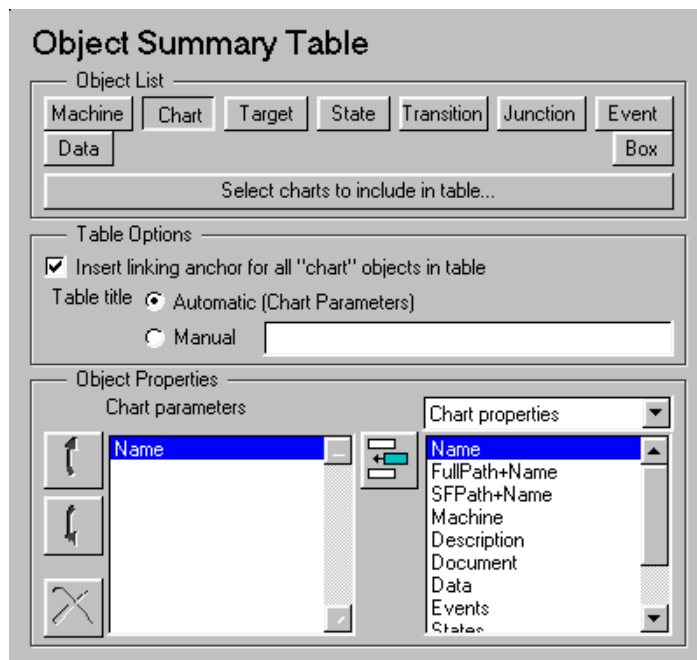 Object Summary Table
Object List
Machine Chart Target State Transition Junction Event
Data Box
Select charts to include in table...
Table Options
Insert linking anchor for all "chart" objects in table
Table title Automatic (Chart Parameters)
Manual
Object Properties
Chart parameters
Chart properties
Name
Name
FullPath+Name
SFPath+Name
Machine
Description
Document
Data
Events
States